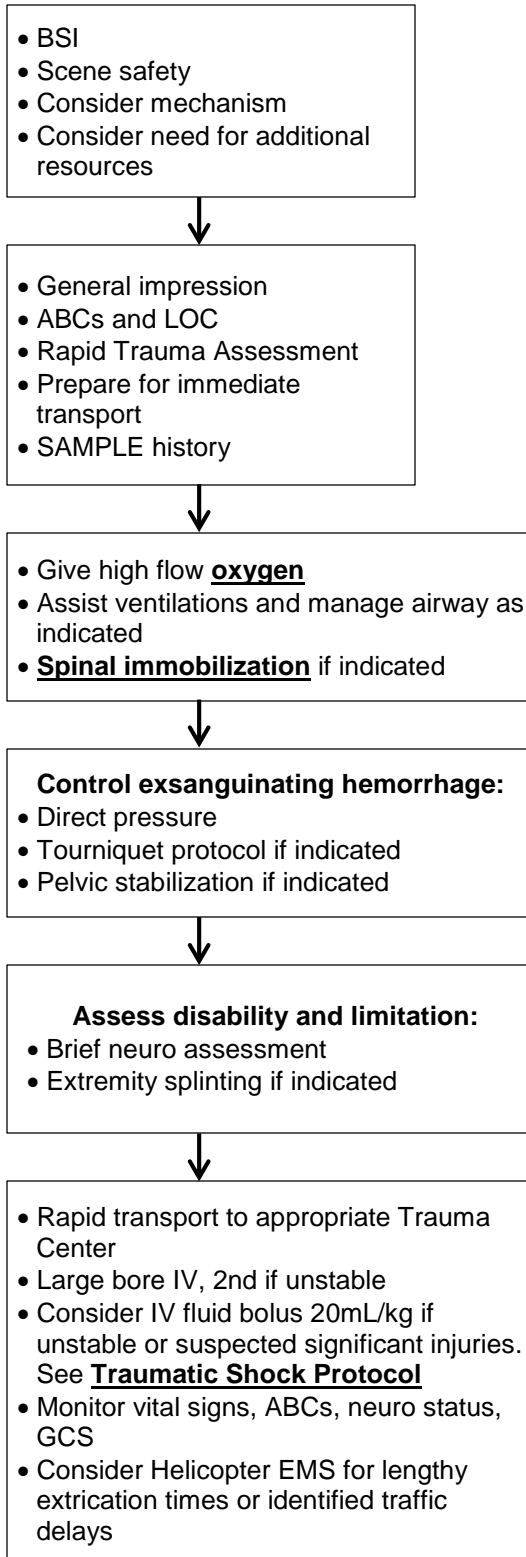 • BSI
• Scene safety
• Consider mechanism
• Consider need for additional
resources
• General impression
• ABCs and LOC
• Rapid Trauma Assessment
• Prepare for immediate
transport
• SAMPLE history
• Give high flow oxygen
• Assist ventilations and manage airway as
indicated
• Spinal immobilization if indicated
Control exsanguinating hemorrhage:
• Direct pressure
• Tourniquet protocol if indicated
• Pelvic stabilization if indicated
Assess disability and limitation:
• Brief neuro assessment
• Extremity splinting if indicated
• Rapid transport to appropriate Trauma
Center
• Large bore IV, 2nd if unstable
• Consider IV fluid bolus 20mL/kg if
unstable or suspected significant injuries.
See Traumatic Shock Protocol
• Monitor vital signs, ABCs, neuro status,
GCS
• Consider Helicopter EMS for lengthy
extrication times or identified traffic
delays